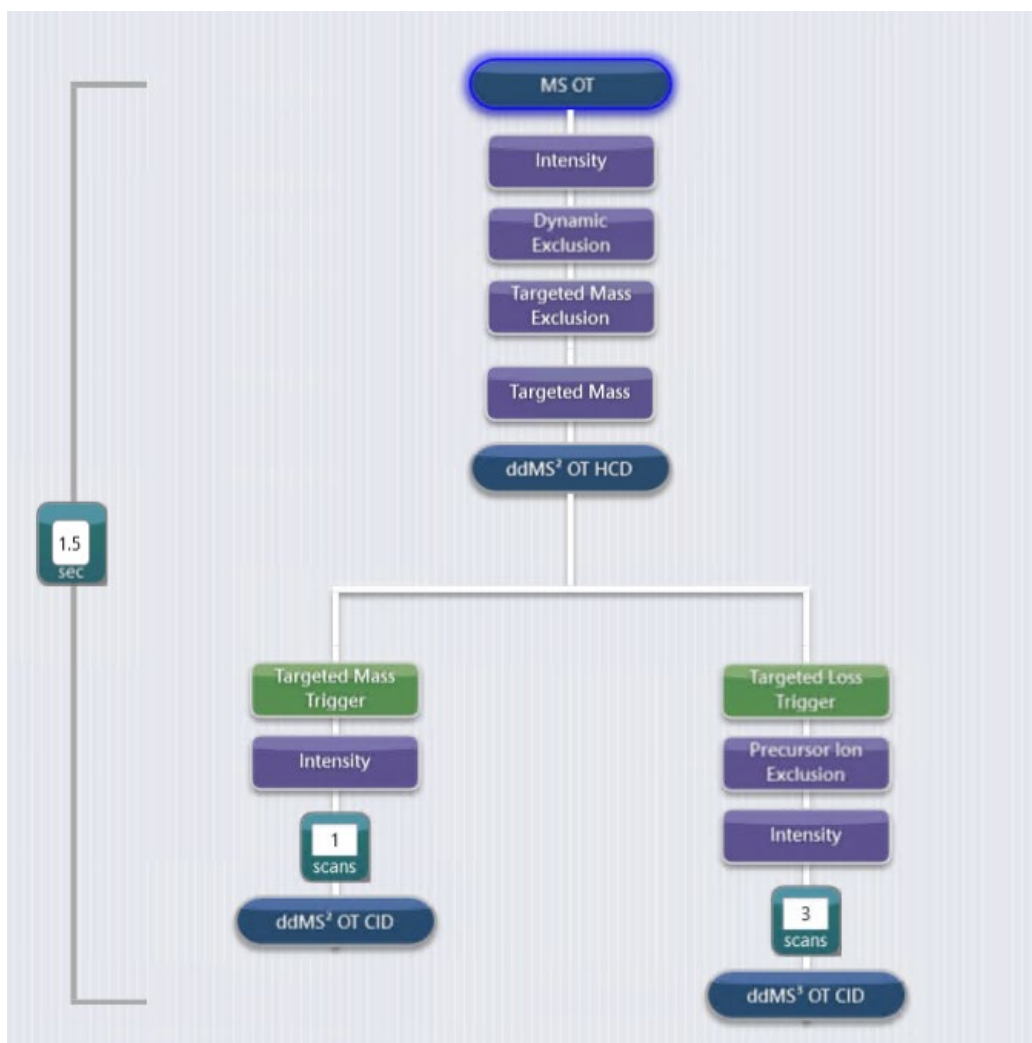 MS OT
Intensity
Dynamic
Exclusion
Targeted Mass
Exclusion
Targeted Mass
ddMS² OT HCD
1.5
sec
Targeted Mass
Trigger
Intensity
1
scans
ddMS² OT CID
Targeted Loss
Trigger
Precursor Ion
Exclusion
Intensity
3
scans
ddMS³ OT CID